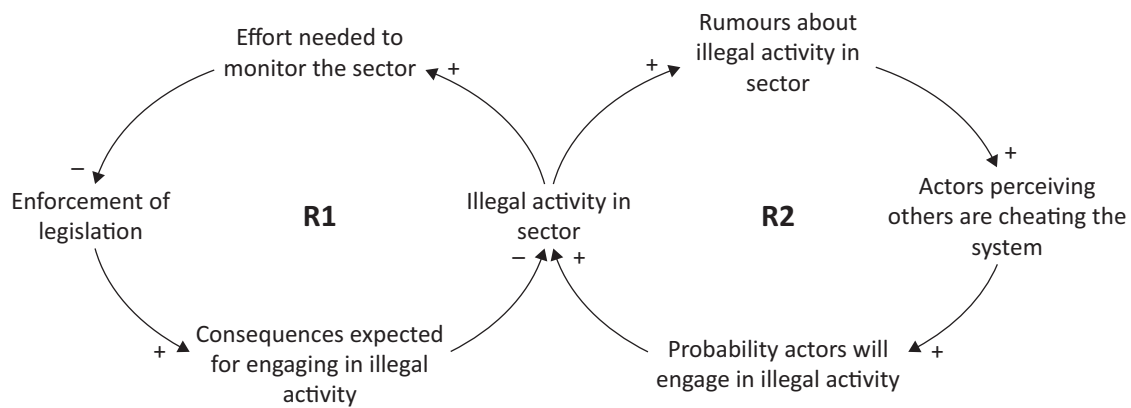 Effort needed to
monitor the sector
+
Rumours about
illegal activity in
sector
+
–
Enforcement of
legislation
R1
Illegal activity in
sector
R2
+
Actors perceiving
others are cheating the
system
–
+
+
Consequences expected
for engaging in illegal
activity
Probability actors will
engage in illegal activity
+